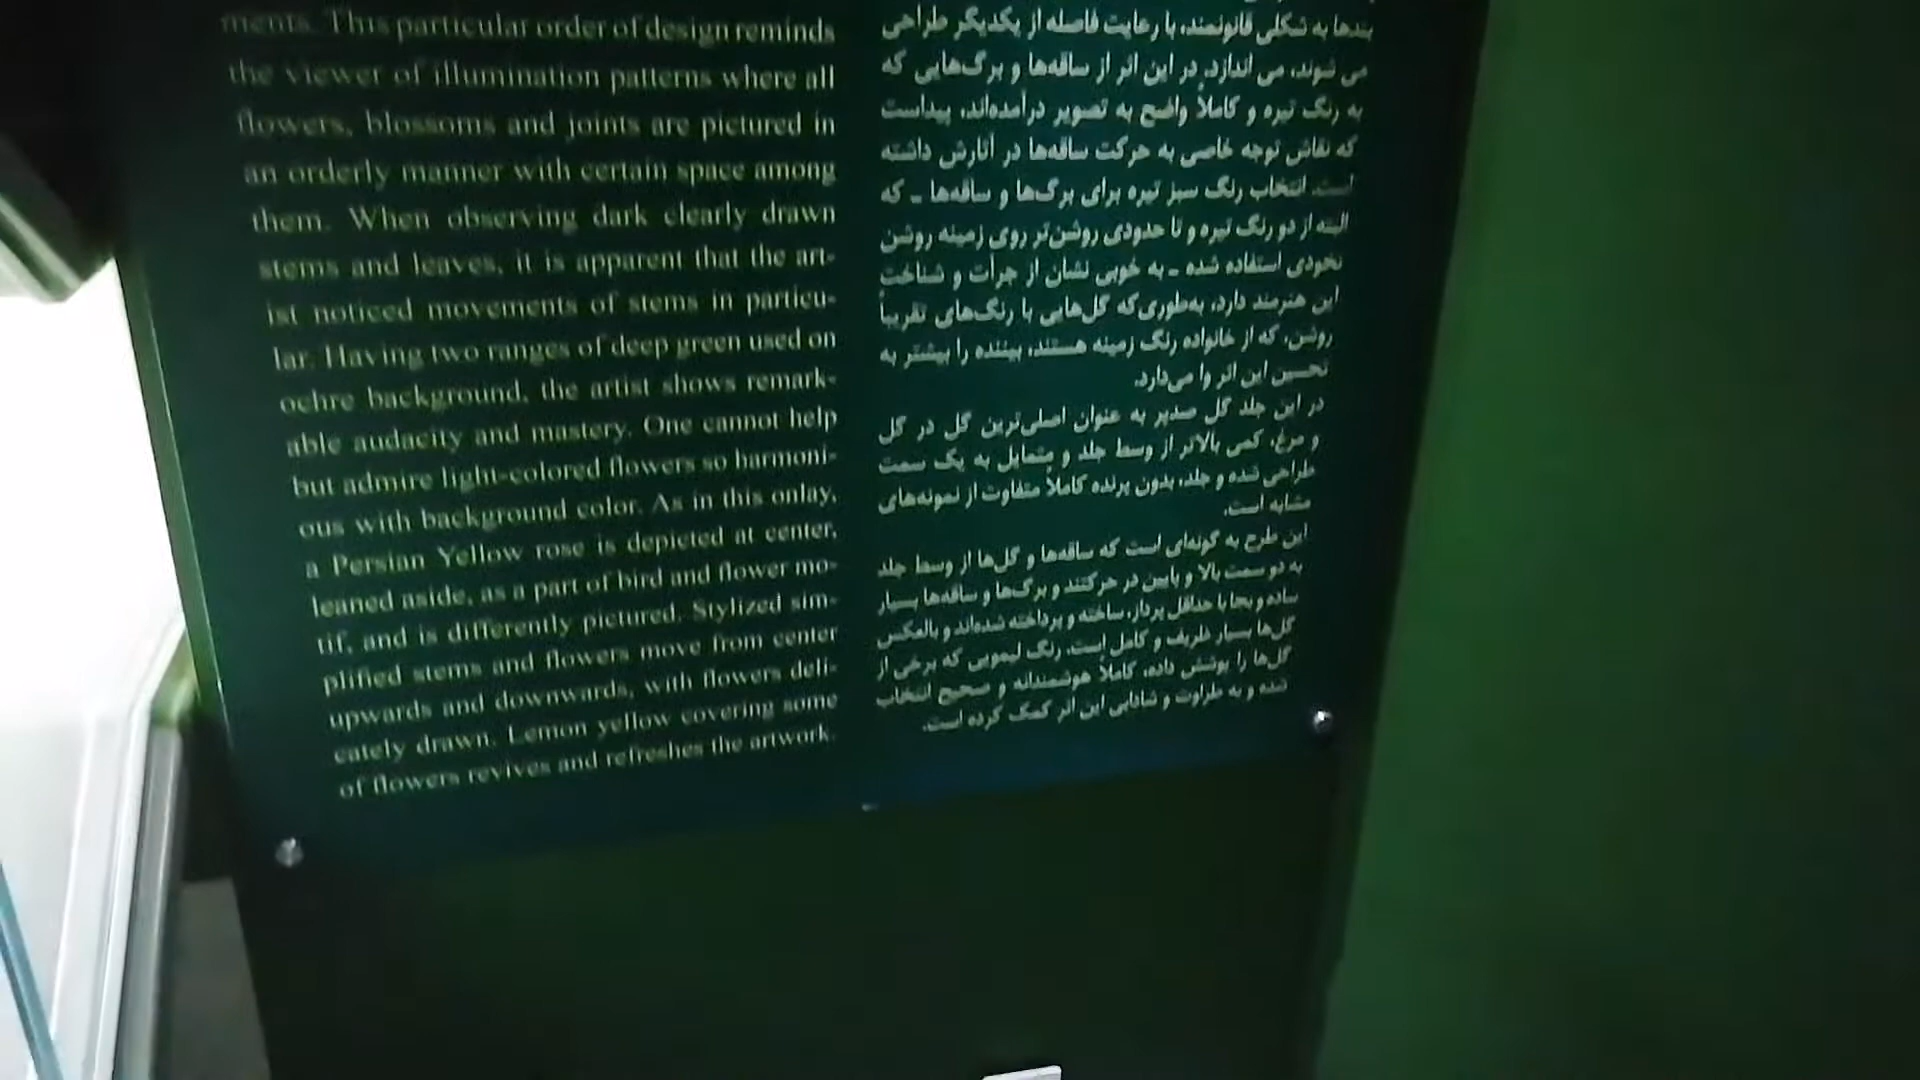 ments. This particular order of design reminds
the viewer of illumination patterns where all
flowers, blossoms and joints are pictured in
an orderly manner with certain space among
them. When observing dark clearly drawn
stems and leaves, it is apparent that the art-
ist noticed movements of stems in particu-
lar. Having two ranges of deep green used on
ochre background, the artist shows remark-
able audacity and mastery. One cannot help
but admire light-colored flowers so harmoni-
ous with background color. As in this onlay,
a Persian Yellow rose is depicted at center,
leaned aside, as a part of bird and flower mo-
tif, and is differently pictured. Stylized sim-
plified stems and flowers move from center
upwards and downwards, with flowers deli-
cately drawn. Lemon yellow covering some
of flowers revives and refreshes the artwork.
بندها به شکلی قانونمند، با رعایت فاصله از یکدیگر طراحی
می شوند، می اندازد. در این اثر از ساقه‌ها و برگ‌هایی که
به رنگ تیره و کاملاً واضح به تصویر درآمده‌اند، پیداست
که نقاش توجه خاصی به حرکت ساقه‌ها در آثارش داشته
است. انتخاب رنگ سبز تیره برای برگ‌ها و ساقه‌ها ـ که
البته از دو رنگ تیره و تا حدودی روشن‌تر روی زمینه روشن
نخودی استفاده شده ـ به خوبی نشان از جرأت و شناخت
این هنرمند دارد، به‌طوری‌که گل‌هایی با رنگ‌های تقریباً
روشن، که از خانواده رنگ زمینه هستند، بیننده را بیشتر به
تحسین این اثر وا می‌دارد.
در این جلد گل صدپر به عنوان اصلی‌ترین گل در گل
و مرغ، کمی بالاتر از وسط جلد و متمایل به یک سمت
طراحی شده و جلد، بدون پرنده کاملاً متفاوت از نمونه‌های
مشابه است.
این طرح به گونه‌ای است که ساقه‌ها و گل‌ها از وسط جلد
به دو سمت بالا و پایین در حرکتند و برگ‌ها و ساقه‌ها بسیار
ساده و بجا با حداقل پرداز، ساخته و پرداخته شده‌اند و بالعکس
گل‌ها بسیار ظریف و کامل است. رنگ لیمویی که برخی از
گل‌ها را پوشش داده، کاملاً هوشمندانه و صحیح انتخاب
شده و به طراوت و شادابی این اثر کمک کرده است.